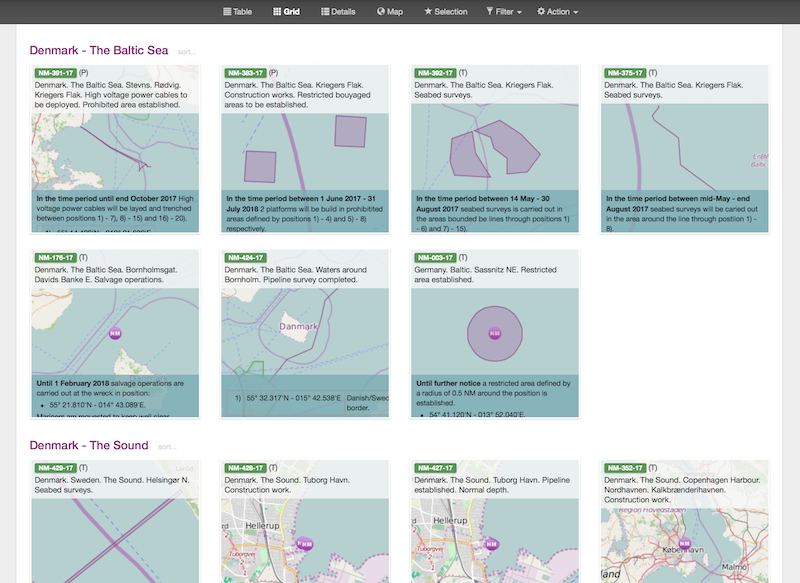 Table Grid Details Map Selection Filter Action
Denmark - The Baltic Sea sort...
NM-391-17 (P)
Denmark. The Baltic Sea. Stevns. Rødvig.
Kriegers Flak. High voltage power cables to
be deployed. Prohibited area established.
In the time period until end October 2017 High
voltage power cables will be layed and trenched
between positions 1) - 7), 8) - 15) and 16) - 20).
NM-383-17 (P)
Denmark. The Baltic Sea. Kriegers Flak.
Construction works. Restricted bouyaged
areas to be established.
In the time period between 1 June 2017 - 31
July 2018 2 platforms will be build in prohibitited
areas defined by positions 1) - 4) and 5) - 8)
respectively.
NM-392-17 (T)
Denmark. The Baltic Sea. Kriegers Flak.
Seabed surveys.
In the time period between 14 May - 30
August 2017 seabed surveys is carried out in
the areas bounded be lines through positions 1)
- 6) and 7) - 15).
NM-375-17 (T)
Denmark. The Baltic Sea. Kriegers Flak.
Seabed surveys.
In the time period between mid-May - end
August 2017 seabed surveys will be caried out
in the area around the line through postion 1) -
8).
NM-176-17 (T)
Denmark. The Baltic Sea. Bornholmsgat.
Davids Banke E. Salvage operations.
NM
Until 1 February 2018 salvage operations are
carried out at the wreck in position:
• 55° 21.810'N - 014° 43.089'E.
Mariners are requested to keep well clear.
NM-424-17
Denmark. The Baltic Sea. Waters around
Bornholm. Pipeline survey completed.
Danmark
1) 55° 32.317'N - 015° 42.538'E Danish/Swed
border.
NM-003-17 (T)
Germany. Baltic. Sassnitz NE. Restricted
area established.
NM
Until further notice a restricted area defined by
a radius of 0.5 NM around the position is
established.
• 54° 41.120'N - 013° 52.040'E.
Denmark - The Sound sort...
NM-429-17 (T)
Denmark. Sweden. The Sound. Helsingør N.
Seabed surveys.
NM-428-17 (T)
Denmark. The Sound. Tuborg Havn.
Construction work.
Hellerup
Tuborgvej
NM
NM-427-17
Denmark. The Sound. Tuborg Havn. Pipeline
established. Normal depth.
Hellerup
Tuborgvej
NM
NM-352-17 (T)
Denmark. The Sound. Copenhagen Harbour.
Nordhavnen. Kalkbrænderihavnen.
Construction work.
Region Hovedstaden
NM
København
Malmö